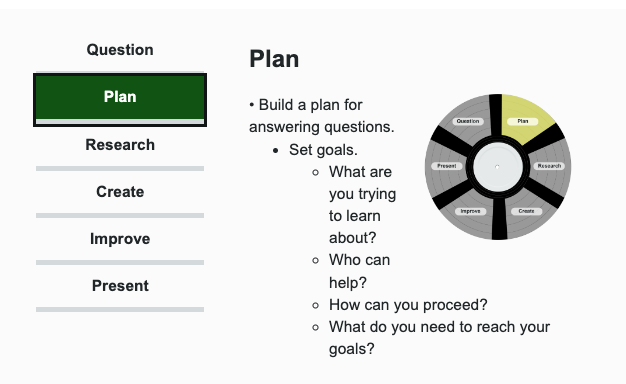 Question
Plan
Research
Create
Improve
Present
Plan
• Build a plan for
answering questions.
• Set goals.
○ What are
you trying
to learn
about?
○ Who can
help?
○ How can you proceed?
○ What do you need to reach your
goals?
Question
Plan
Present
Research
Improve
Create